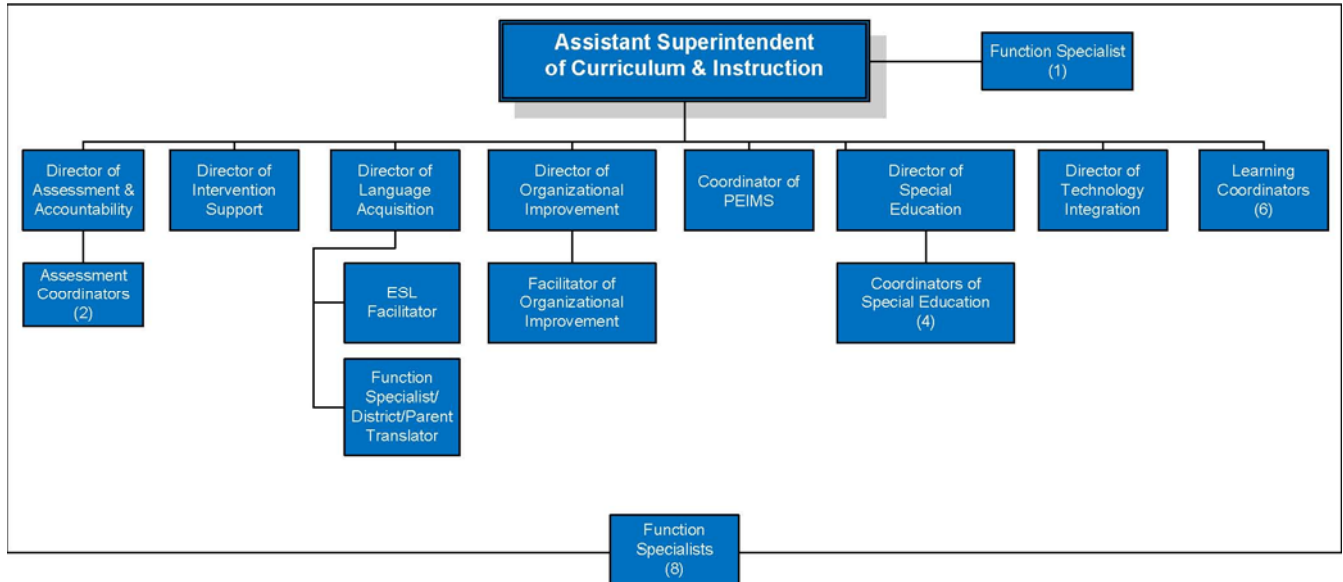 Assistant Superintendent
of Curriculum & Instruction
Function Specialist
(1)
Director of
Assessment &
Accountability
Director of
Intervention
Support
Director of
Language
Acquisition
Director of
Organizational
Improvement
Coordinator of
PEIMS
Director of
Special
Education
Director of
Technology
Integration
Learning
Coordinators
(6)
Assessment
Coordinators
(2)
ESL
Facilitator
Facilitator of
Organizational
Improvement
Coordinators of
Special Education
(4)
Function
Specialist/
District/Parent
Translator
Function
Specialists
(8)